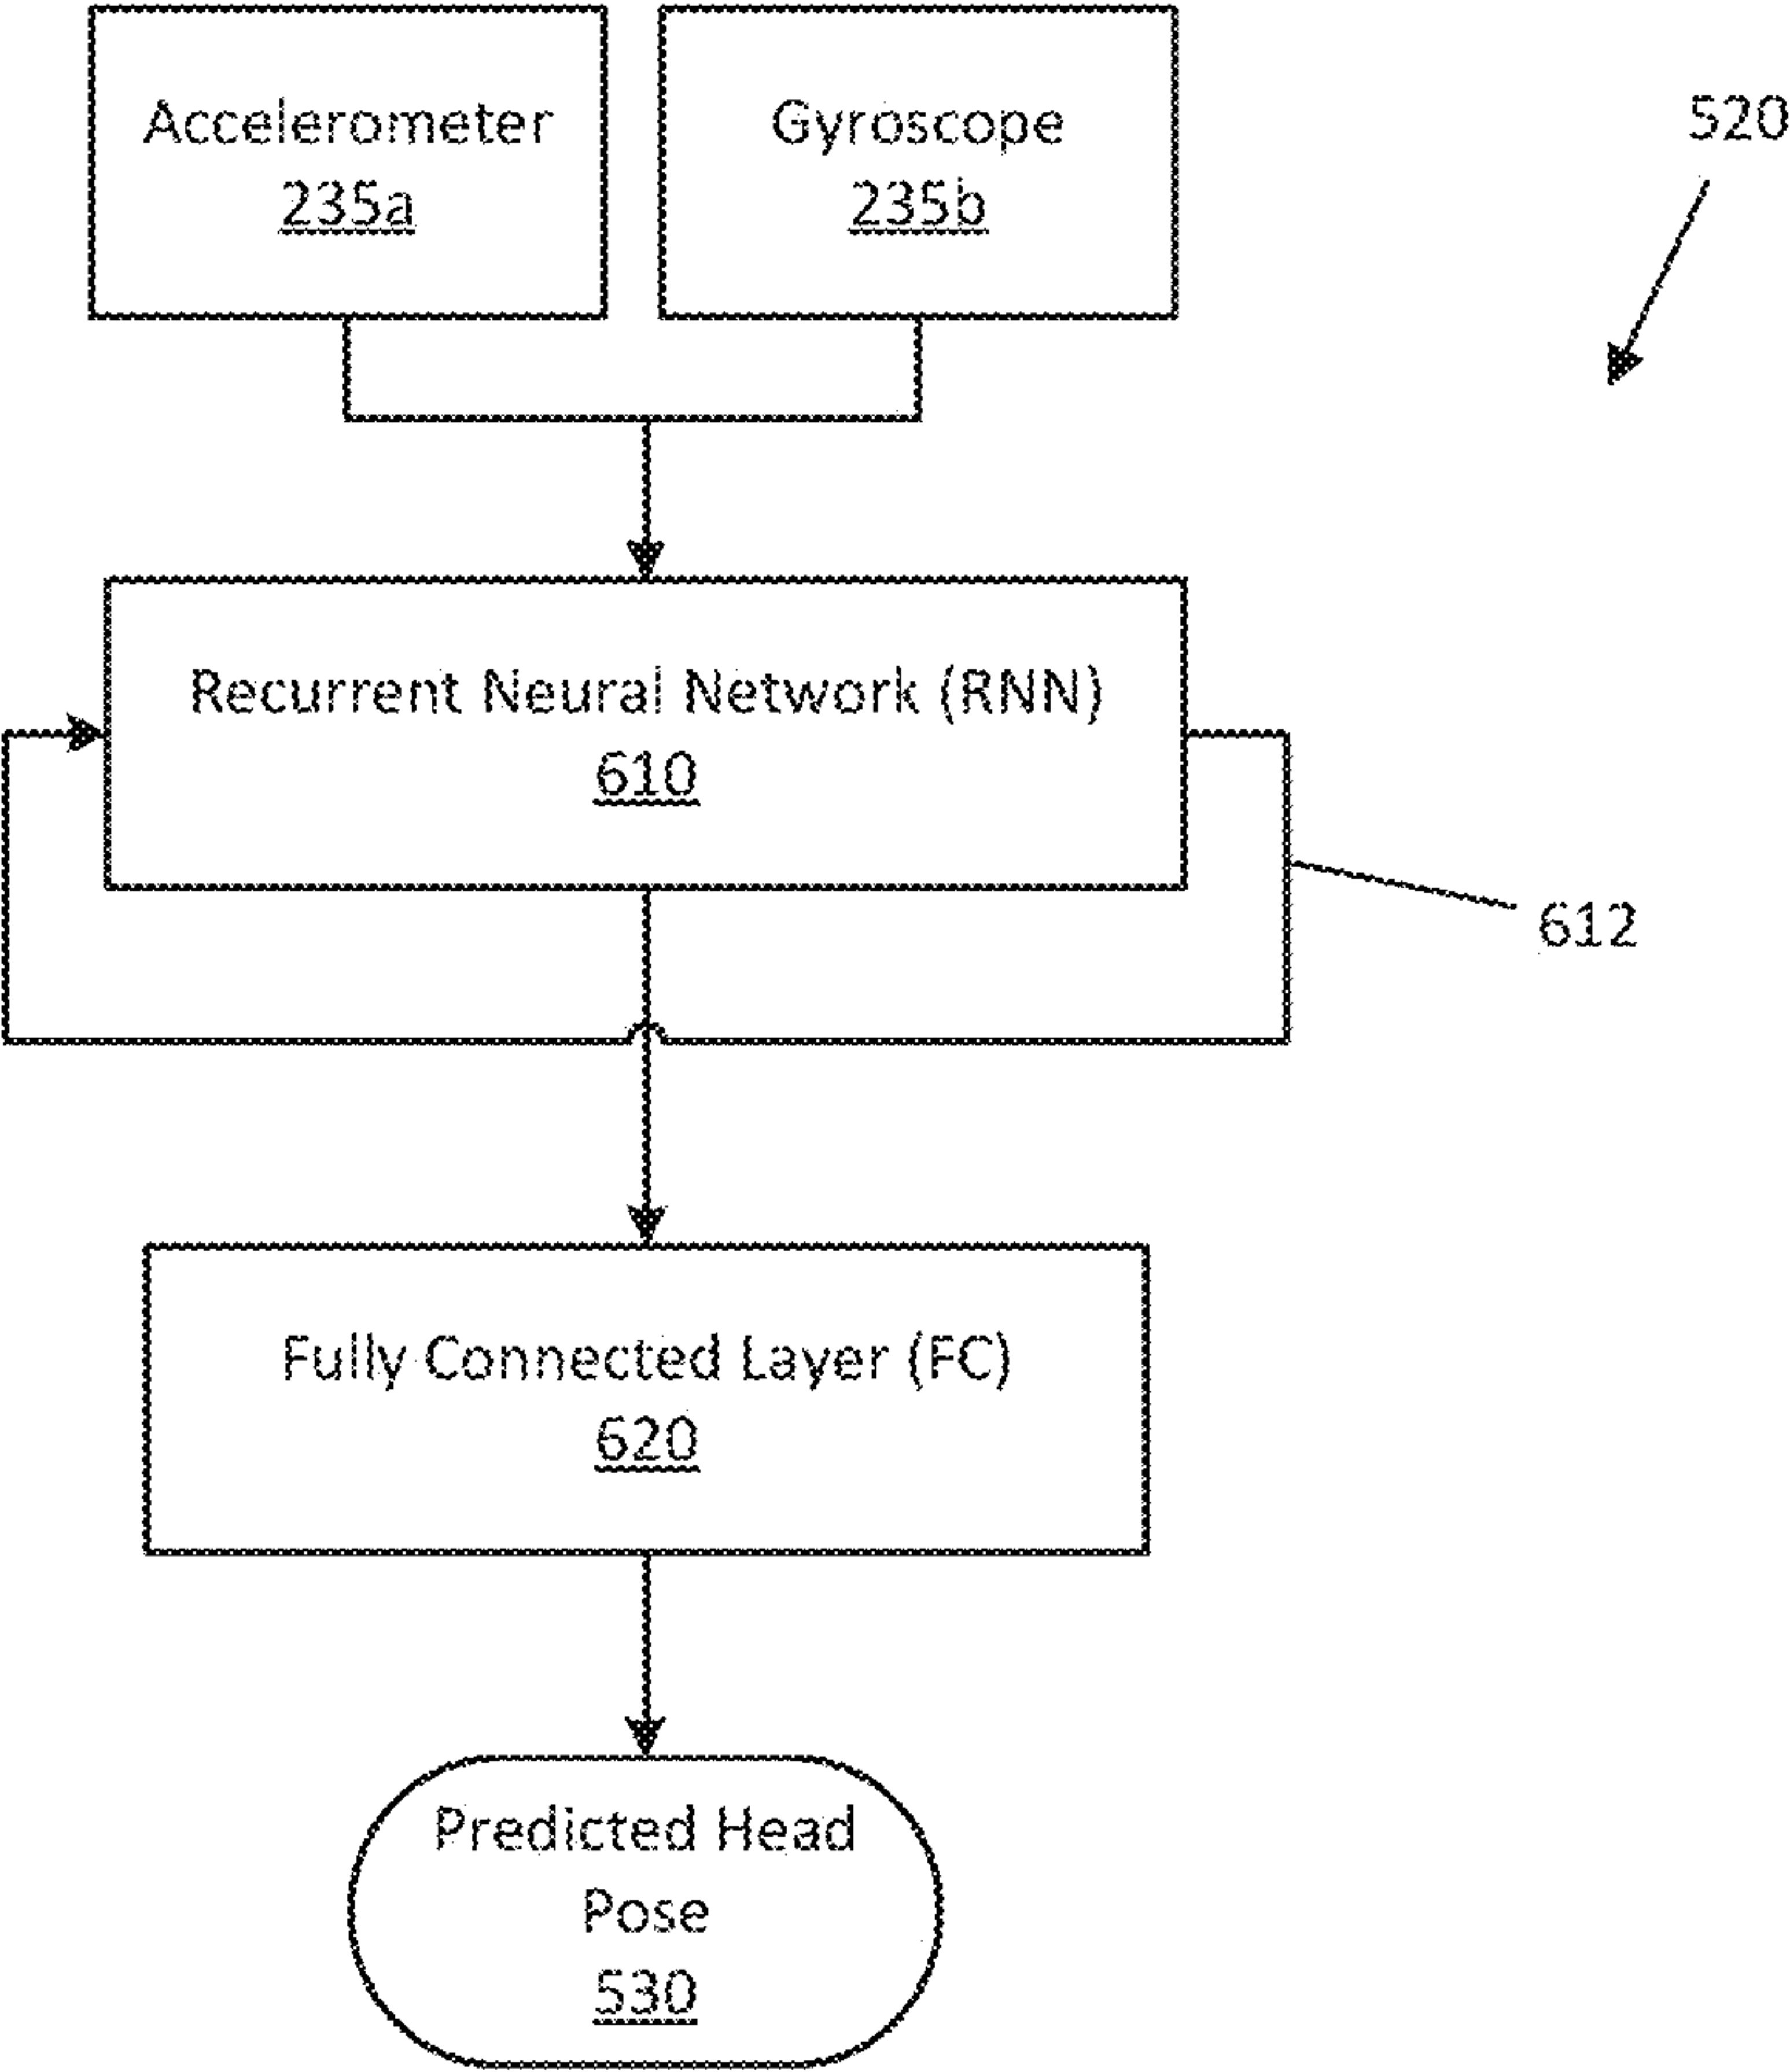 Accelerometer
235a
Gyroscope
235b
520
Recurrent Neural Network (RNN)
610
612
Fully Connected Layer (FC)
620
Predicted Head
Pose
530